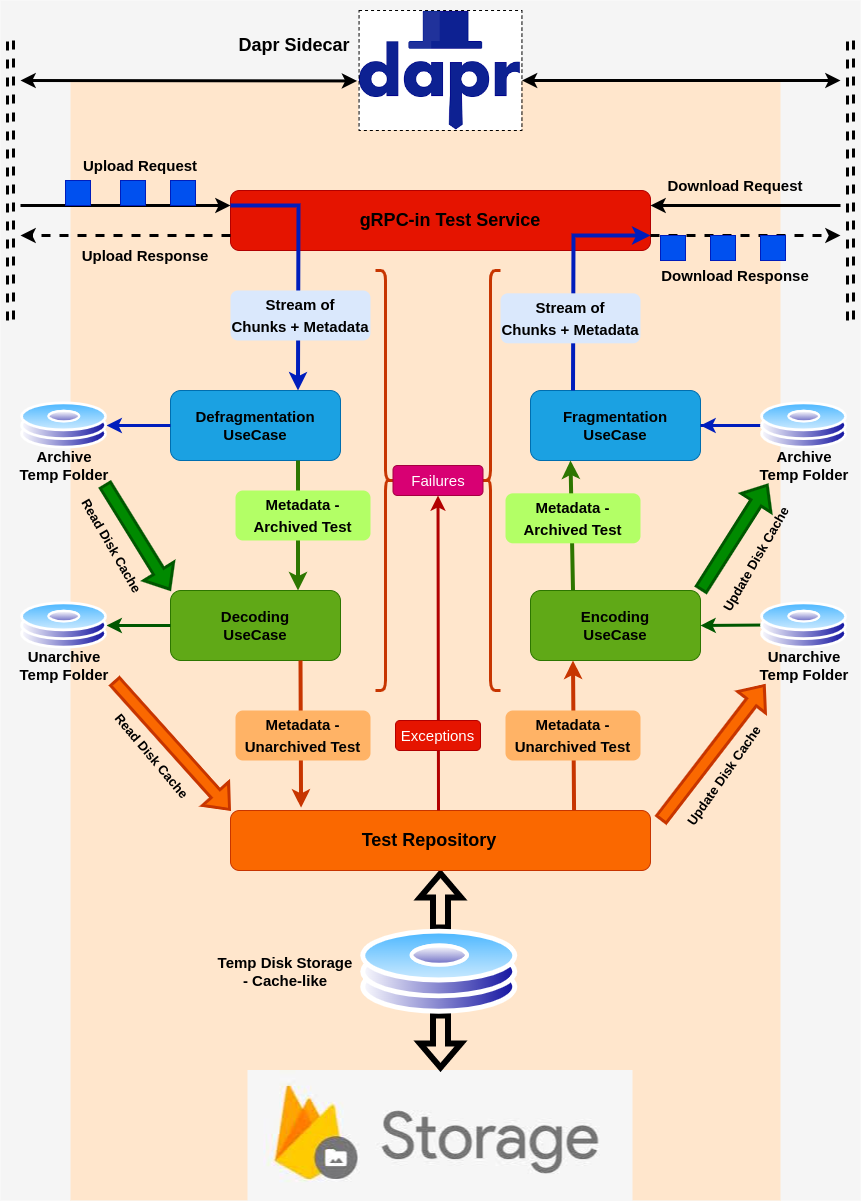 Dapr Sidecar
dapr
Upload Request
Download Request
gRPC-in Test Service
Upload Response
Download Response
Stream of
Chunks + Metadata
Stream of
Chunks + Metadata
Defragmentation
UseCase
Fragmentation
UseCase
Archive
Temp Folder
Archive
Temp Folder
Failures
Metadata -
Archived Test
Metadata -
Archived Test
Read Disk Cache
Update Disk Cache
Decoding
UseCase
Encoding
UseCase
Unarchive
Temp Folder
Unarchive
Temp Folder
Metadata -
Unarchived Test
Exceptions
Metadata -
Unarchived Test
Read Disk Cache
Update Disk Cache
Test Repository
Temp Disk Storage
- Cache-like
Storage